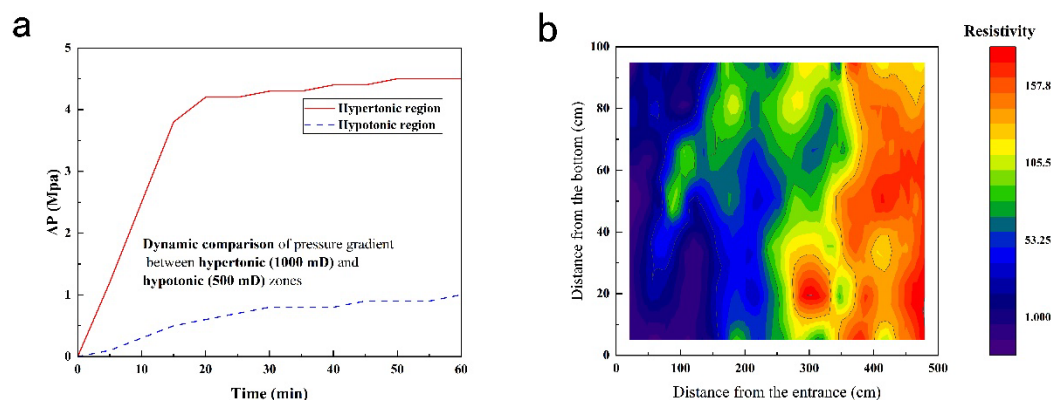 a
5
4
3
2
1
0
0
10
20
30
40
50
60
AP (Mpa)
Time (min)
Hypertonic region
Hypotonic region
Dynamic comparison of pressure gradient
between hypertonic (1000 mD) and
hypotonic (500 mD) zones
b
100
80
60
40
20
0
0
100
200
300
400
500
Distance from the bottom (cm)
Distance from the entrance (cm)
Resistivity
157.8
105.5
53.25
1.000